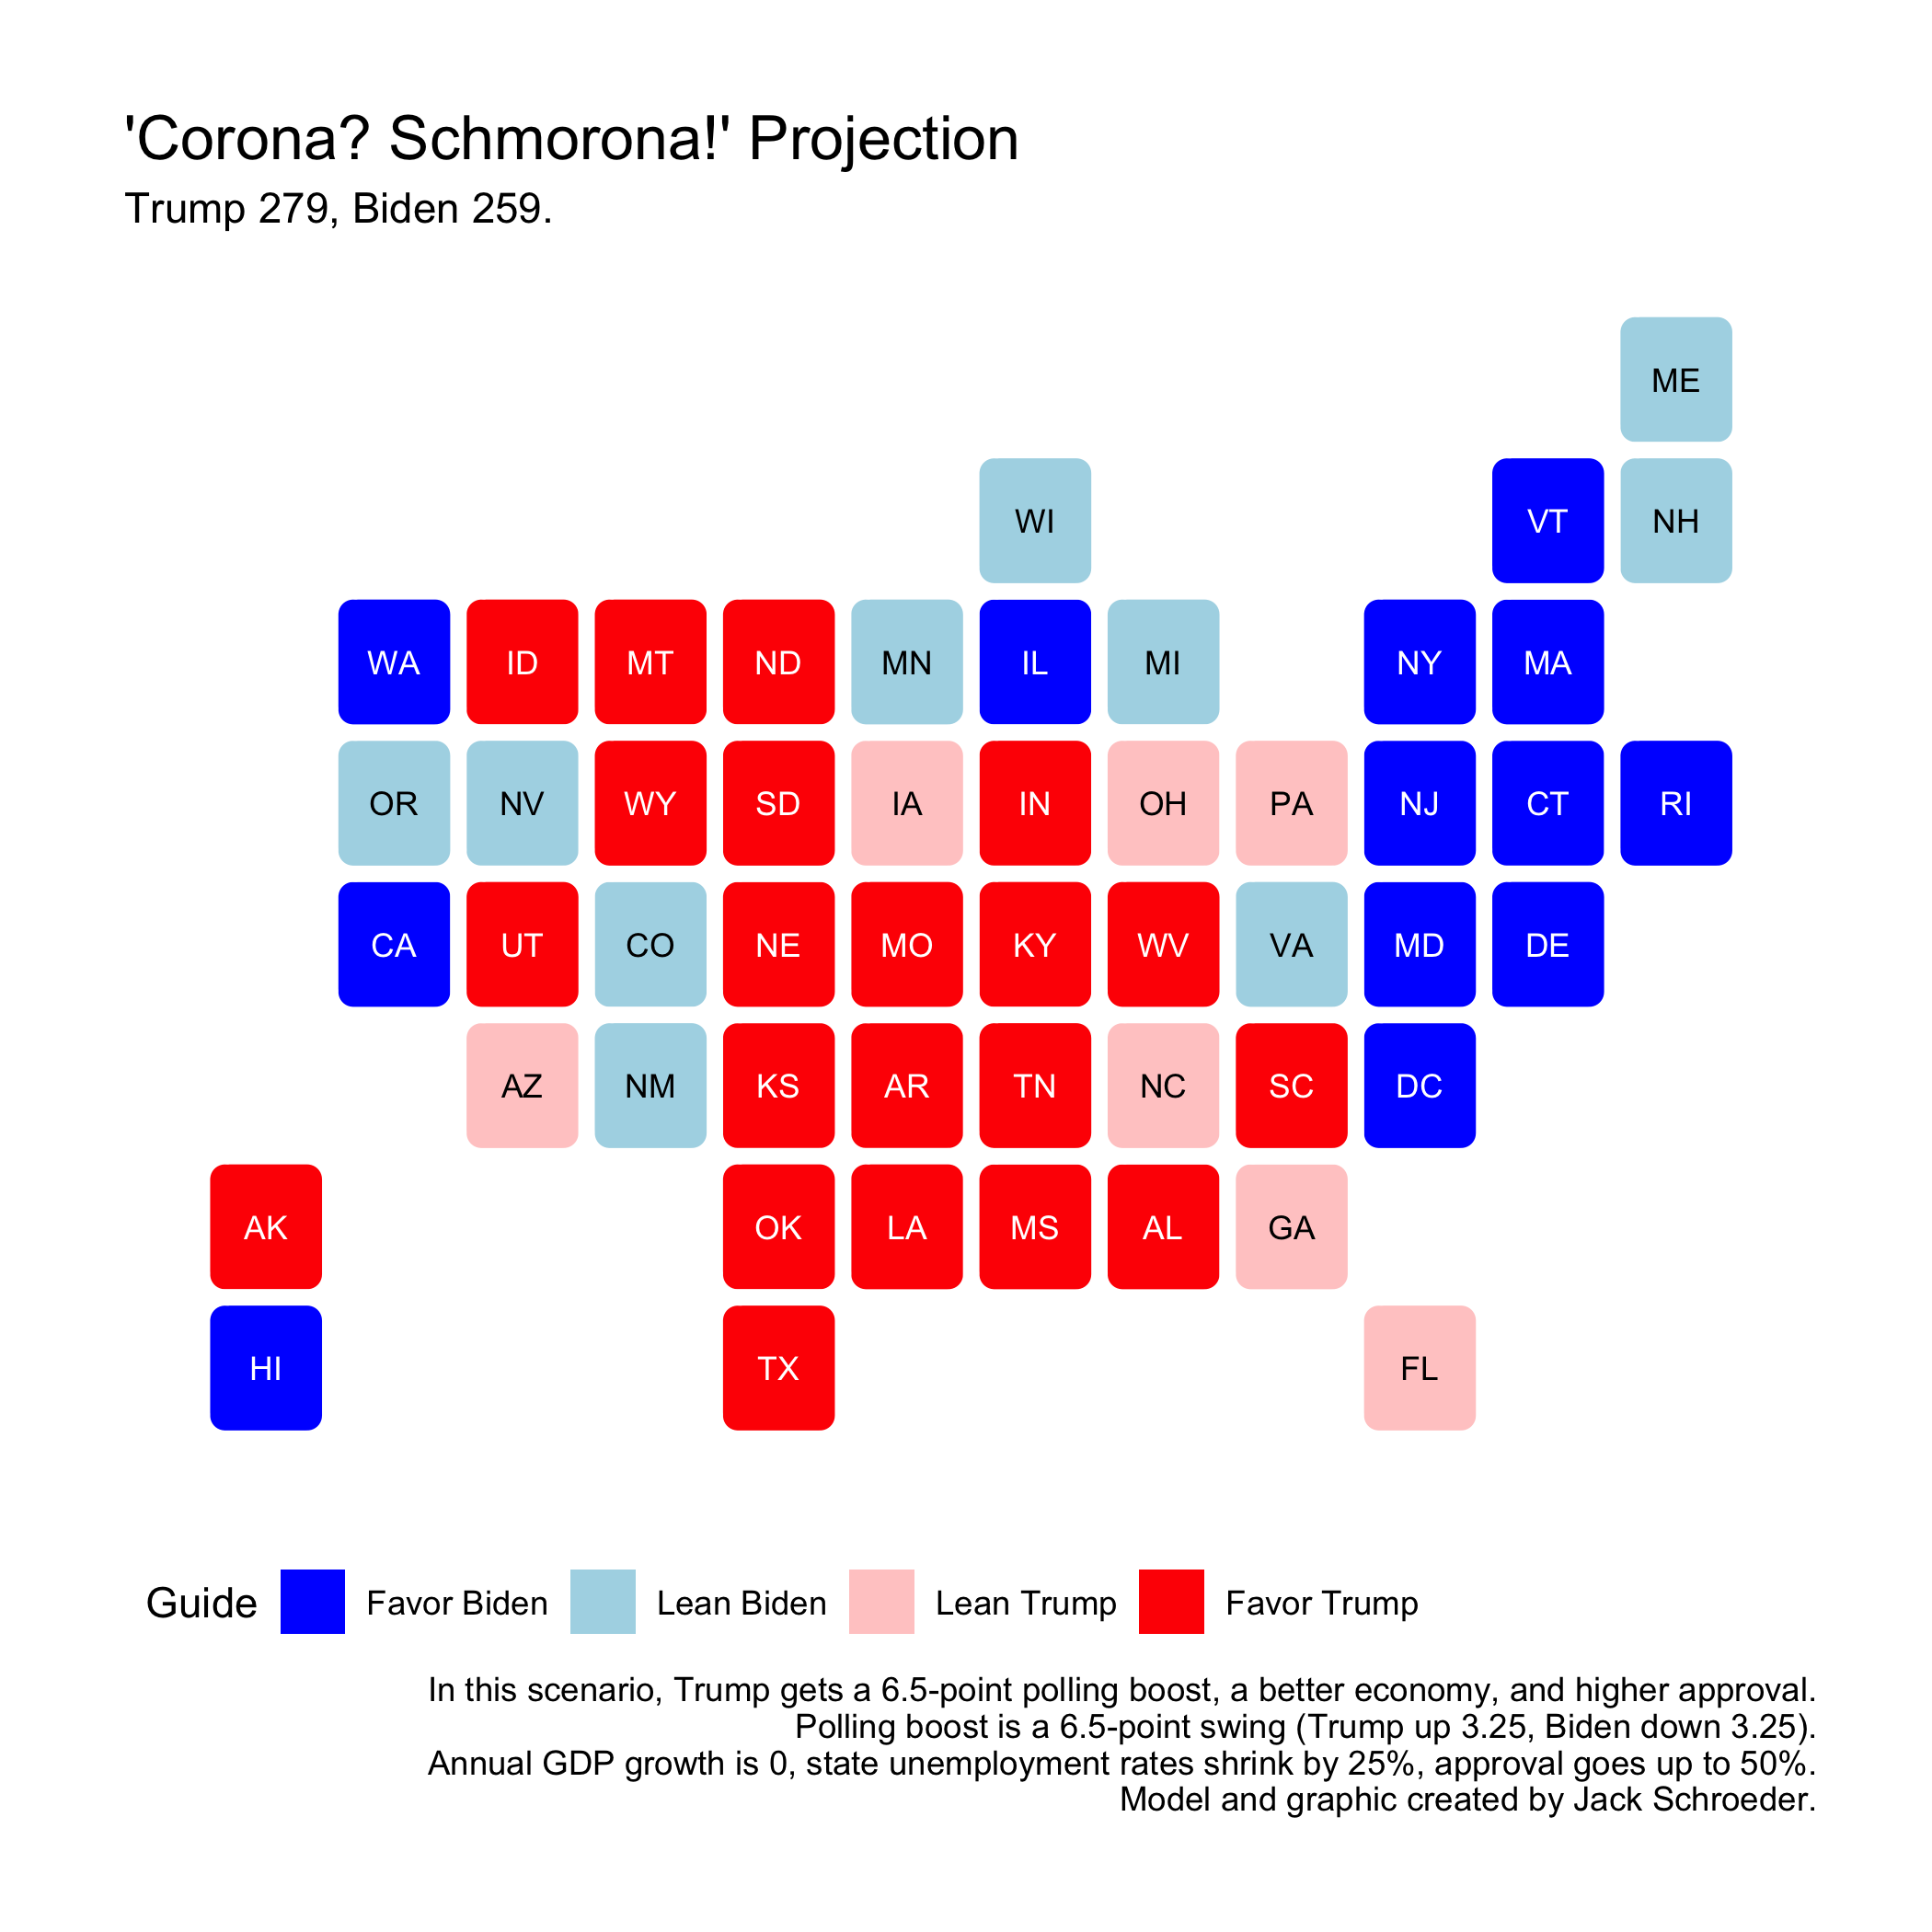 'Corona? Schmorona!' Projection
Trump 279, Biden 259.
ME
WI VT NH
WA ID MT ND MN IL MI NY MA
OR NV WY SD IA IN OH PA NJ CT RI
CA UT CO NE MO KY WV VA MD DE
AZ NM KS AR TN NC SC DC
AK OK LA MS AL GA
HI TX FL
Guide Favor Biden Lean Biden Lean Trump Favor Trump
In this scenario, Trump gets a 6.5-point polling boost, a better economy, and higher approval.
Polling boost is a 6.5-point swing (Trump up 3.25, Biden down 3.25).
Annual GDP growth is 0, state unemployment rates shrink by 25%, approval goes up to 50%.
Model and graphic created by Jack Schroeder.